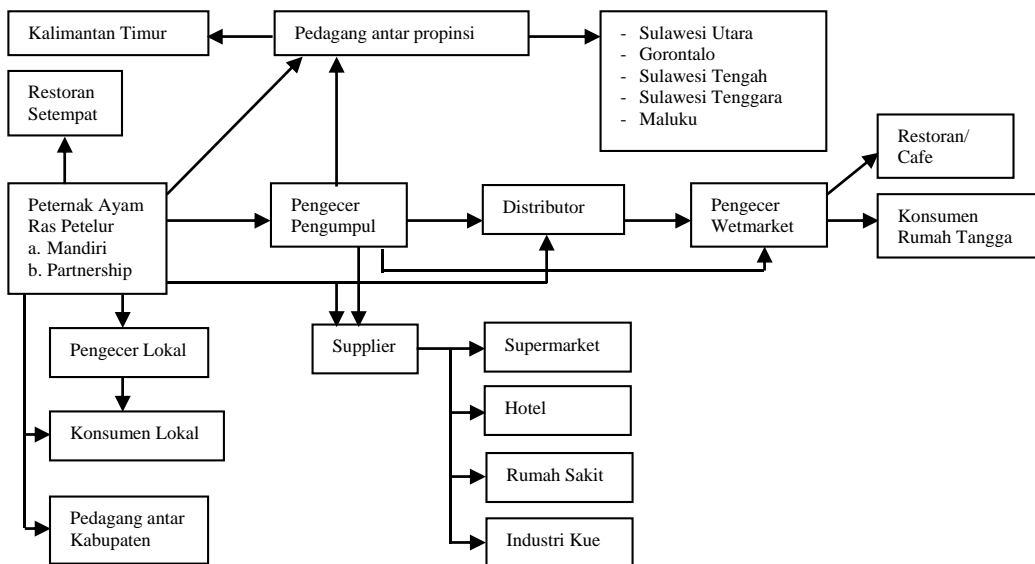 Kalimantan Timur
Pedagang antar propinsi
- Sulawesi Utara
- Gorontalo
- Sulawesi Tengah
- Sulawesi Tenggara
- Maluku
Restoran
Setempat
Restoran/
Cafe
Peternak Ayam
Ras Petelur
a. Mandiri
b. Partnership
Pengecer
Pengumpul
Distributor
Pengecer
Wetmarket
Konsumen
Rumah Tangga
Pengecer Lokal
Supplier
Supermarket
Konsumen Lokal
Hotel
Rumah Sakit
Pedagang antar
Kabupaten
Industri Kue